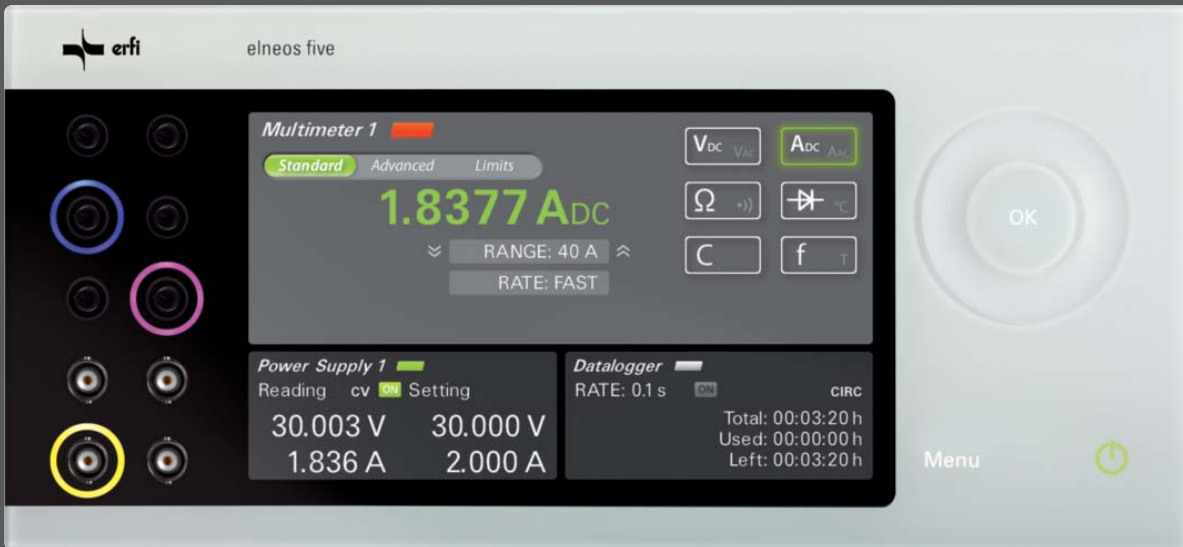 erfi
elneos five
Multimeter 1
Standard Advanced Limits
1.8377 ADC
RANGE: 40 A
RATE: FAST
VDC VAC
ADC AAC
Ω
°C
C
f T
OK
Power Supply 1
Reading cv ON Setting
30.003 V 30.000 V
1.836 A 2.000 A
Datalogger
RATE: 0.1 s ON CIRC
Total: 00:03:20 h
Used: 00:00:00 h
Left: 00:03:20 h
Menu